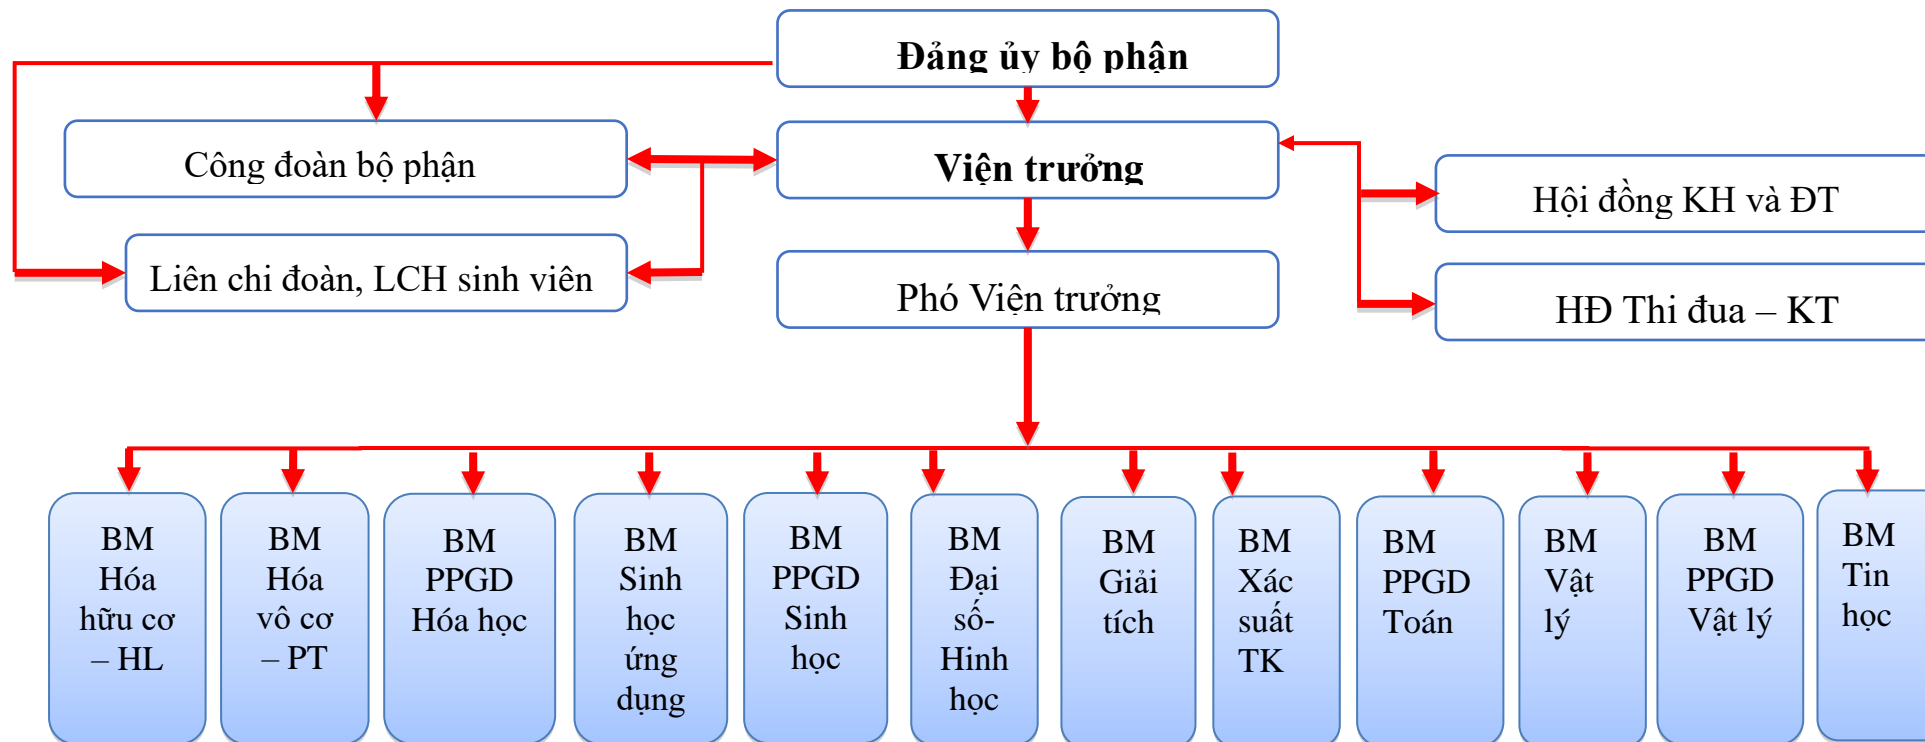 Đảng ủy bộ phận
Công đoàn bộ phận
Viện trưởng
Hội đồng KH và ĐT
Liên chi đoàn, LCH sinh viên
Phó Viện trưởng
HĐ Thi đua – KT
BM
Hóa
hữu cơ
– HL
BM
Hóa
vô cơ
– PT
BM
PPGD
Hóa học
BM
Sinh
học
ứng
dụng
BM
PPGD
Sinh
học
BM
Đại
số-
Hinh
học
BM
Giải
tích
BM
Xác
suất
TK
BM
PPGD
Toán
BM
Vật
lý
BM
PPGD
Vật lý
BM
Tin
học